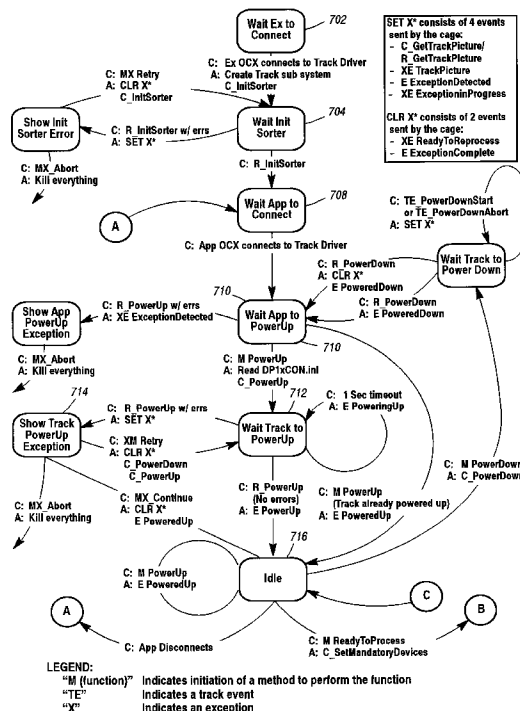 Wait Ex to
Connect
702
C: Ex OCX connects to Track Driver
A: Create Track sub system
C_InitSorter
SET X* consists of 4 events
sent by the cage:
- C_GetTrackPicture/
R_GetTrackPicture
- XE TrackPicture
- E ExceptionDetected
- XE ExceptioninProgress
CLR X* consists of 2 events
sent by the cage:
- XE ReadyToReprocess
- E ExceptionComplete
C: MX Retry
A: CLR X*
C_InitSorter
Show Init
Sorter Error
C: R_InitSorter w/ errs
A: SET X*
Wait Init
Sorter
704
C: MX_Abort
A: Kill everything
C: R_InitSorter
A
Wait App to
Connect
708
C: App OCX connects to Track Driver
C: TE_PowerDownStart
or TE_PowerDownAbort
A: SET X*
Wait Track to
Power Down
C: R_PowerDown
A: CLR X*
E PoweredDown
C: R_PowerDown
A: E PoweredDown
710
Show App
PowerUp
Exception
C: R_PowerUp w/ errs
A: XE ExceptionDetected
Wait App to
PowerUp
710
C: MX_Abort
A: Kill everything
C: M PowerUp
A: Read DP1xCON.inl
C_PowerUp
714
Show Track
PowerUp
Exception
C: R_PowerUp w/ errs
A: SET X*
C: XM Retry
A: CLR X*
C_PowerDown
C_PowerUp
712
Wait Track to
PowerUp
C: 1 Sec timeout
A: E PoweringUp
C: M PowerDown
A: C_PowerDown
C: MX_Abort
A: Kill everything
C: MX_Continue
A: CLR X*
E PoweredUp
C: R_PowerUp
(No errors)
A: E PowerUp
C: M PowerUp
(Track already powered up)
A: E PoweredUp
716
Idle
C: M PowerUp
A: E PoweredUp
C
B
A
C: App Disconnects
C: M ReadyToProcess
A: C_SetMandatoryDevices
LEGEND:
"M (function)" Indicates initiation of a method to perform the function
"TE" Indicates a track event
"X" Indicates an exception